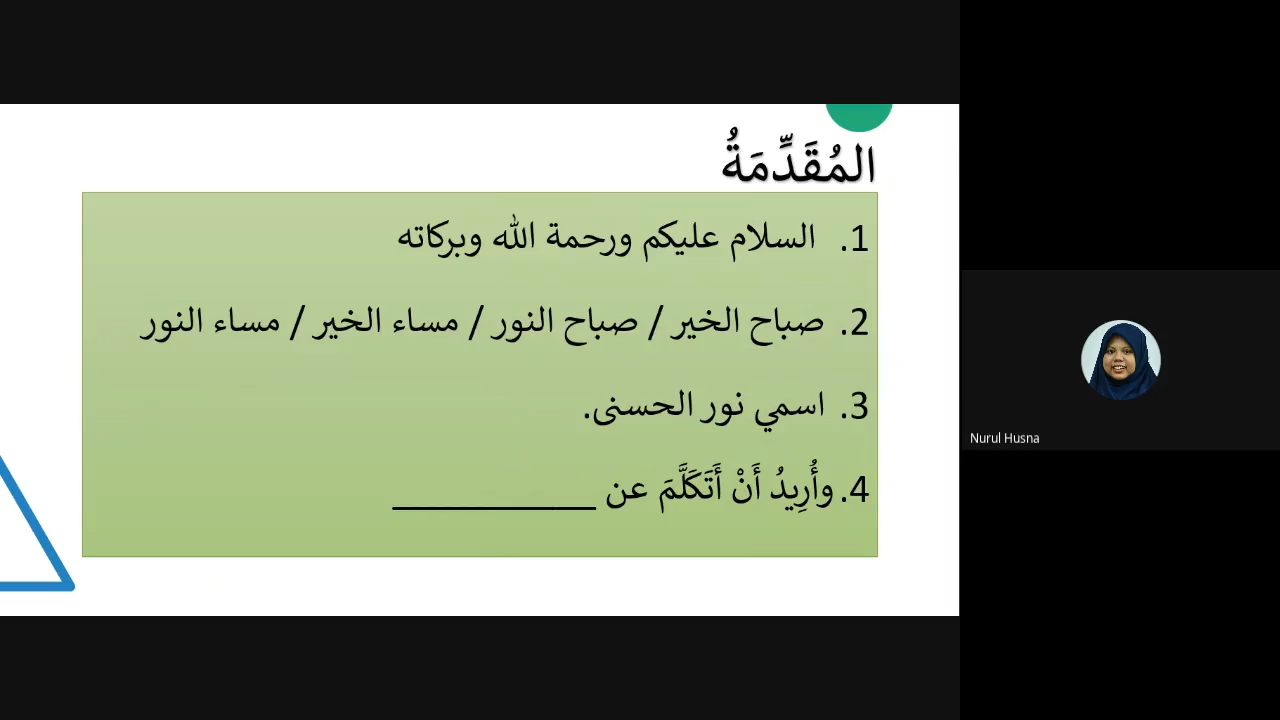 المُقَدِّمَةُ
1. السلام عليكم ورحمة الله وبركاته
2. صباح الخير / صباح النور / مساء الخير / مساء النور
3. اسمي نور الحسنى.
4. وأُرِيدُ أَنْ أَتَكَلَّمَ عن ___________
Nurul Husna